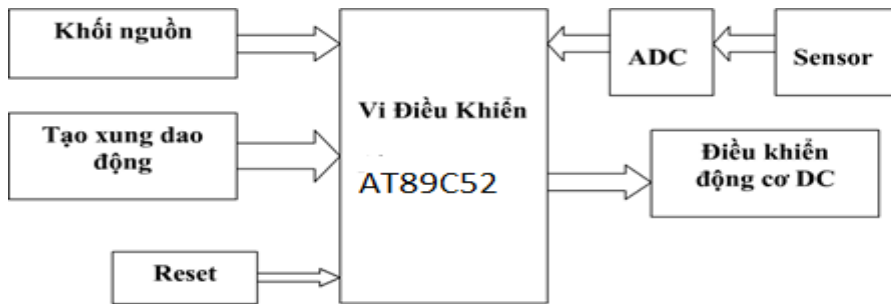 Khối nguồn
Tạo xung dao
động
Reset
Vi Điều Khiển
AT89C52
ADC
Sensor
Điều khiển
động cơ DC